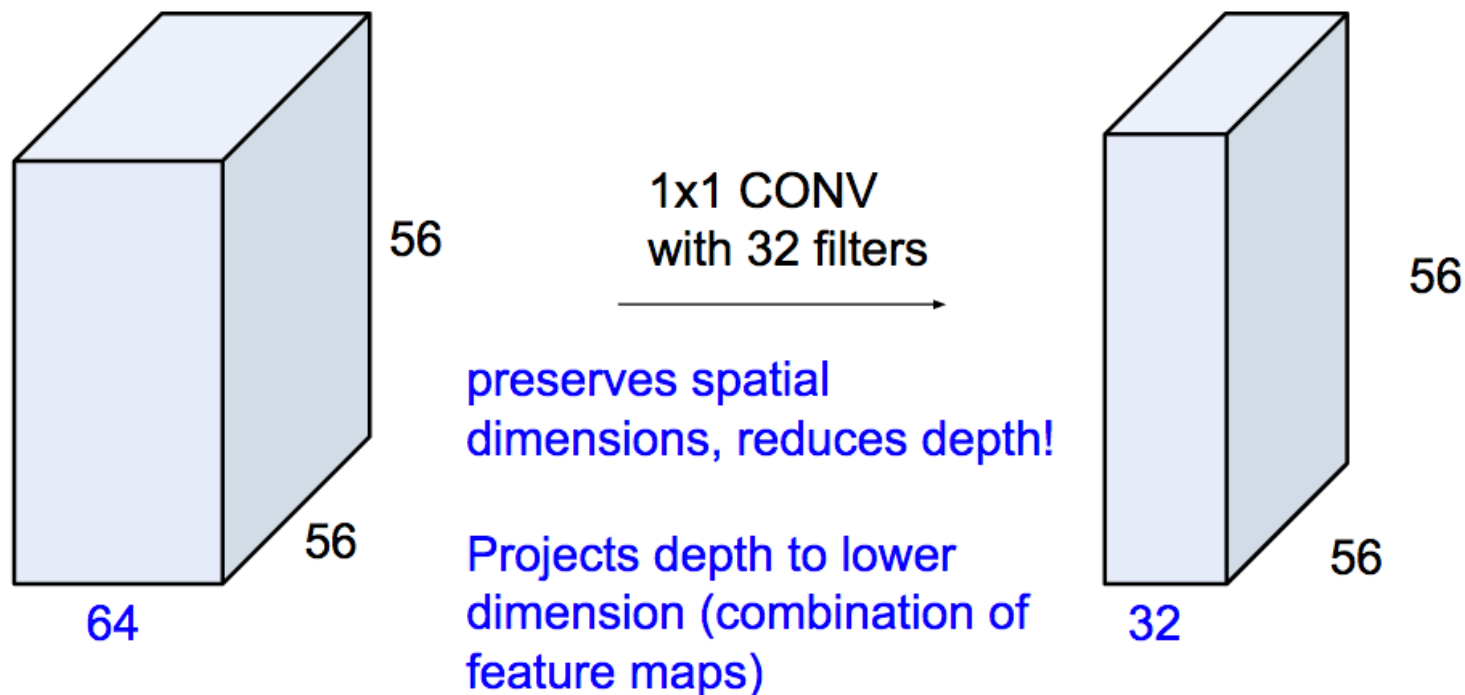 56
56
64
1x1 CONV
with 32 filters
preserves spatial
dimensions, reduces depth!
Projects depth to lower
dimension (combination of
feature maps)
56
56
32